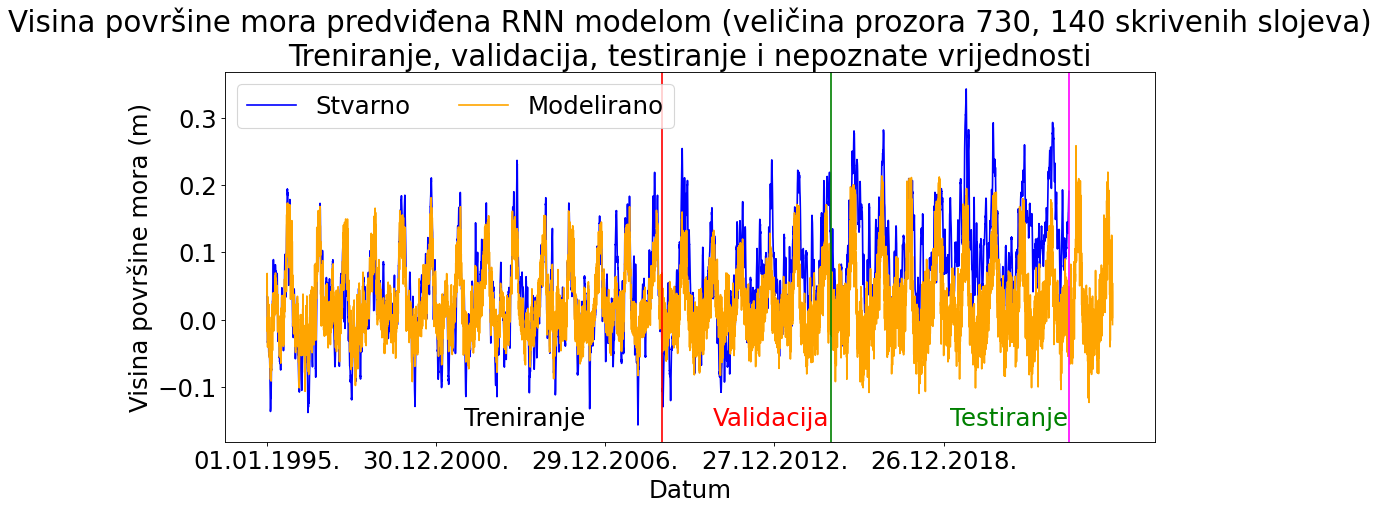 Visina površine mora predviđena RNN modelom (veličina prozora 730, 140 skrivenih slojeva)
Treniranje, validacija, testiranje i nepoznate vrijednosti
Stvarno Modelirano
Visina površine mora (m)
0.3
0.2
0.1
0.0
−0.1
Treniranje Validacija Testiranje
01.01.1995. 30.12.2000. 29.12.2006. 27.12.2012. 26.12.2018.
Datum